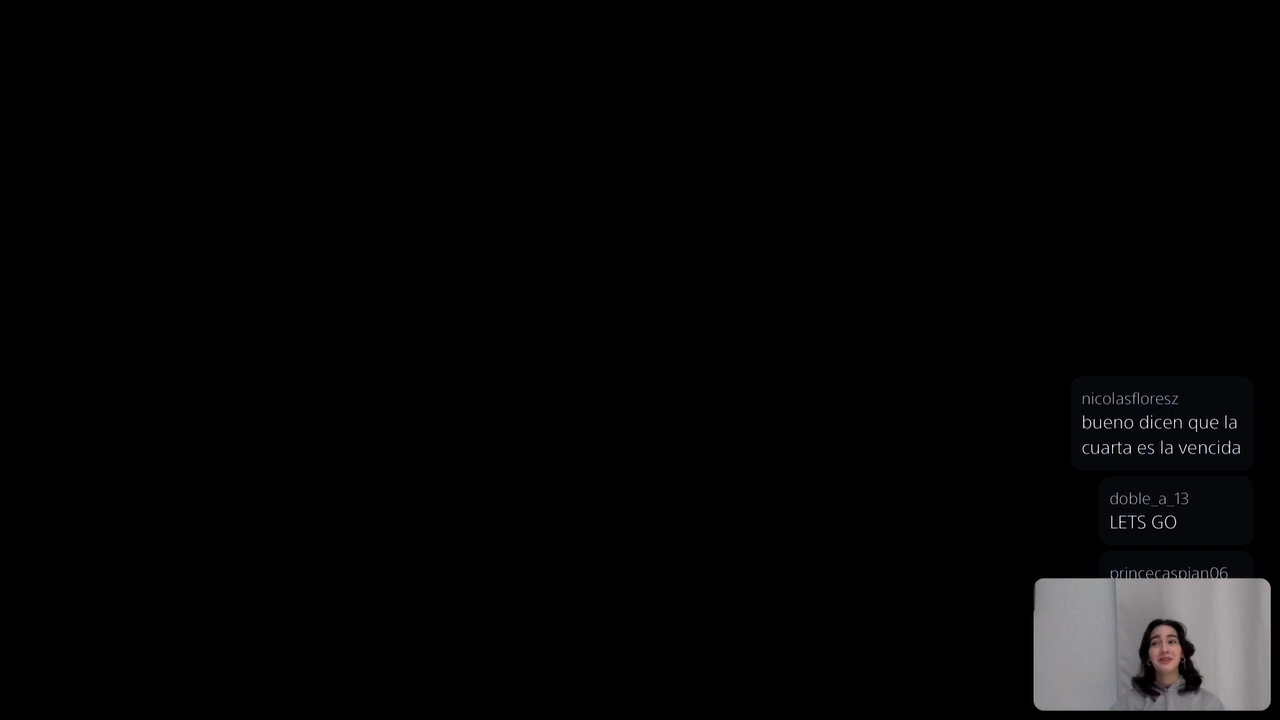 nicolasfloresz
bueno dicen que la
cuarta es la vencida
doble_a_13
LETS GO
princecaspian06